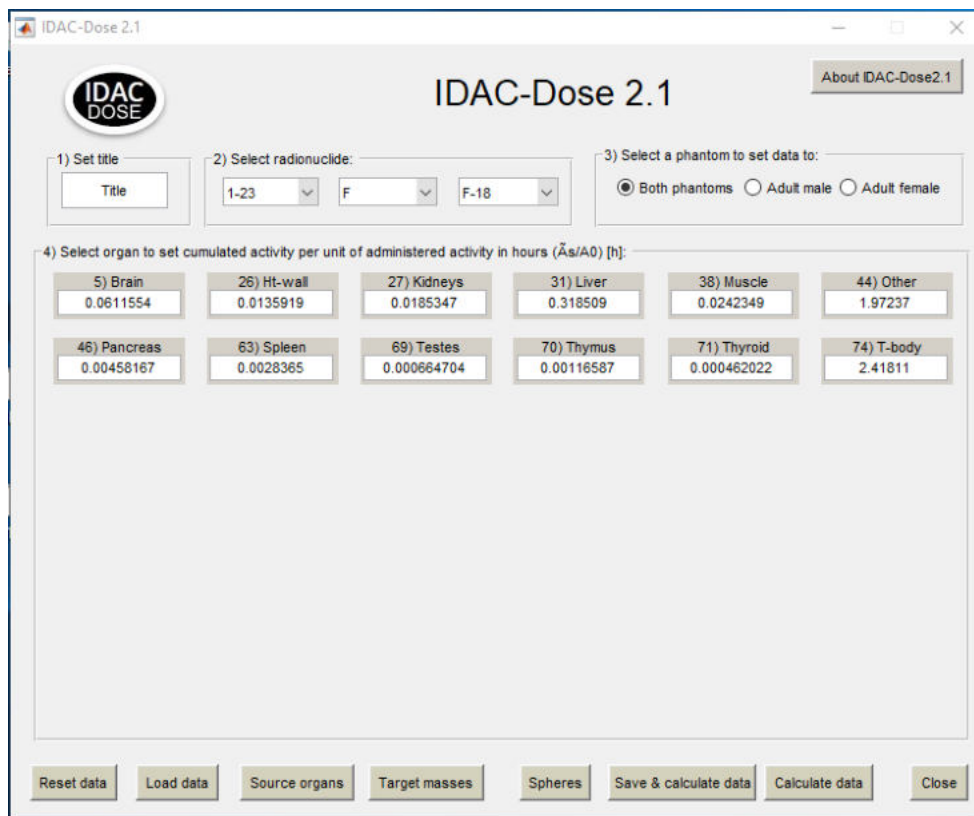 IDAC-Dose 2.1
IDAC
DOSE
IDAC-Dose 2.1
About IDAC-Dose2.1
1) Set title
Title
2) Select radionuclide:
1-23 F F-18
3) Select a phantom to set data to:
Both phantoms Adult male Adult female
4) Select organ to set cumulated activity per unit of administered activity in hours (Ãs/A0) [h]:
5) Brain 26) Ht-wall 27) Kidneys 31) Liver 38) Muscle 44) Other
0.0611554 0.0135919 0.0185347 0.318509 0.0242349 1.97237
46) Pancreas 63) Spleen 69) Testes 70) Thymus 71) Thyroid 74) T-body
0.00458167 0.0028365 0.000664704 0.00116587 0.000462022 2.41811
Reset data Load data Source organs Target masses Spheres Save & calculate data Calculate data Close